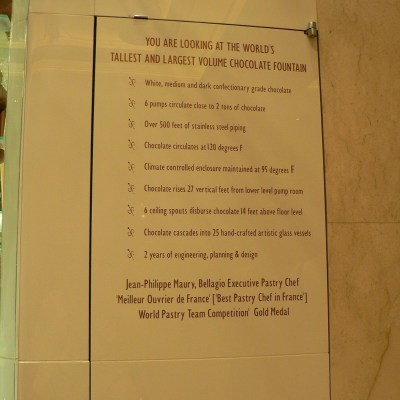 YOU ARE LOOKING AT THE WORLD'S
TALLEST AND LARGEST VOLUME CHOCOLATE FOUNTAIN
White, medium and dark confectionary grade chocolate
6 pumps circulate close to 2 tons of chocolate
Over 500 feet of stainless steel piping
Chocolate circulates at 120 degrees F
Climate controlled enclosure maintained at 95 degrees F
Chocolate rises 27 vertical feet from lower level pump room
6 ceiling spouts disburse chocolate 14 feet above floor level
Chocolate cascades into 25 hand-crafted artistic glass vessels
2 years of engineering, planning & design
Jean-Philippe Maury, Bellagio Executive Pastry Chef
'Meilleur Ouvrier de France' ['Best Pastry Chef in France']
World Pastry Team Competition' Gold Medal